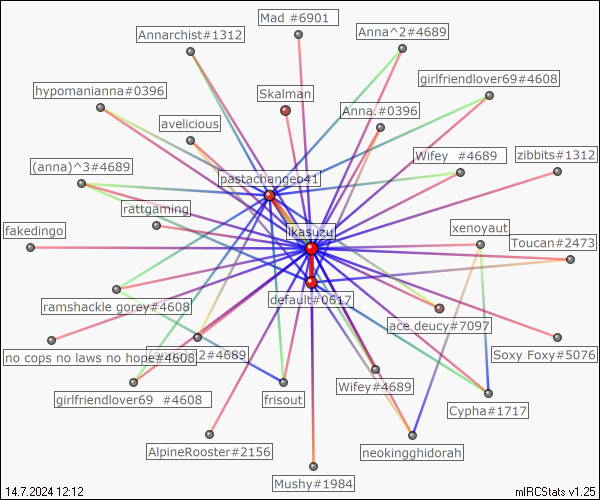 Mad #6901
Annarchist#1312
Anna^2#4689
girlfriendlover69#4608
hypomanianna#0396
Skalman
Anna.#0396
avelicious
Wifey  #4689
zibbits#1312
(anna)^3#4689
pastachangeo41
rattgaming
ikasuzu
xenoyaut
fakedingo
Toucan#2473
default#0617
ramshackle gorey#4608
ace deucy#7097
no cops no laws no hope#4608
^2#4689
Soxy Foxy#5076
Wifey#4689
girlfriendlover69  #4608
frisout
Cypha#1717
AlpineRooster#2156
neokingghidorah
Mushy#1984
14.7.2024 12:12
mIRCStats v1.25